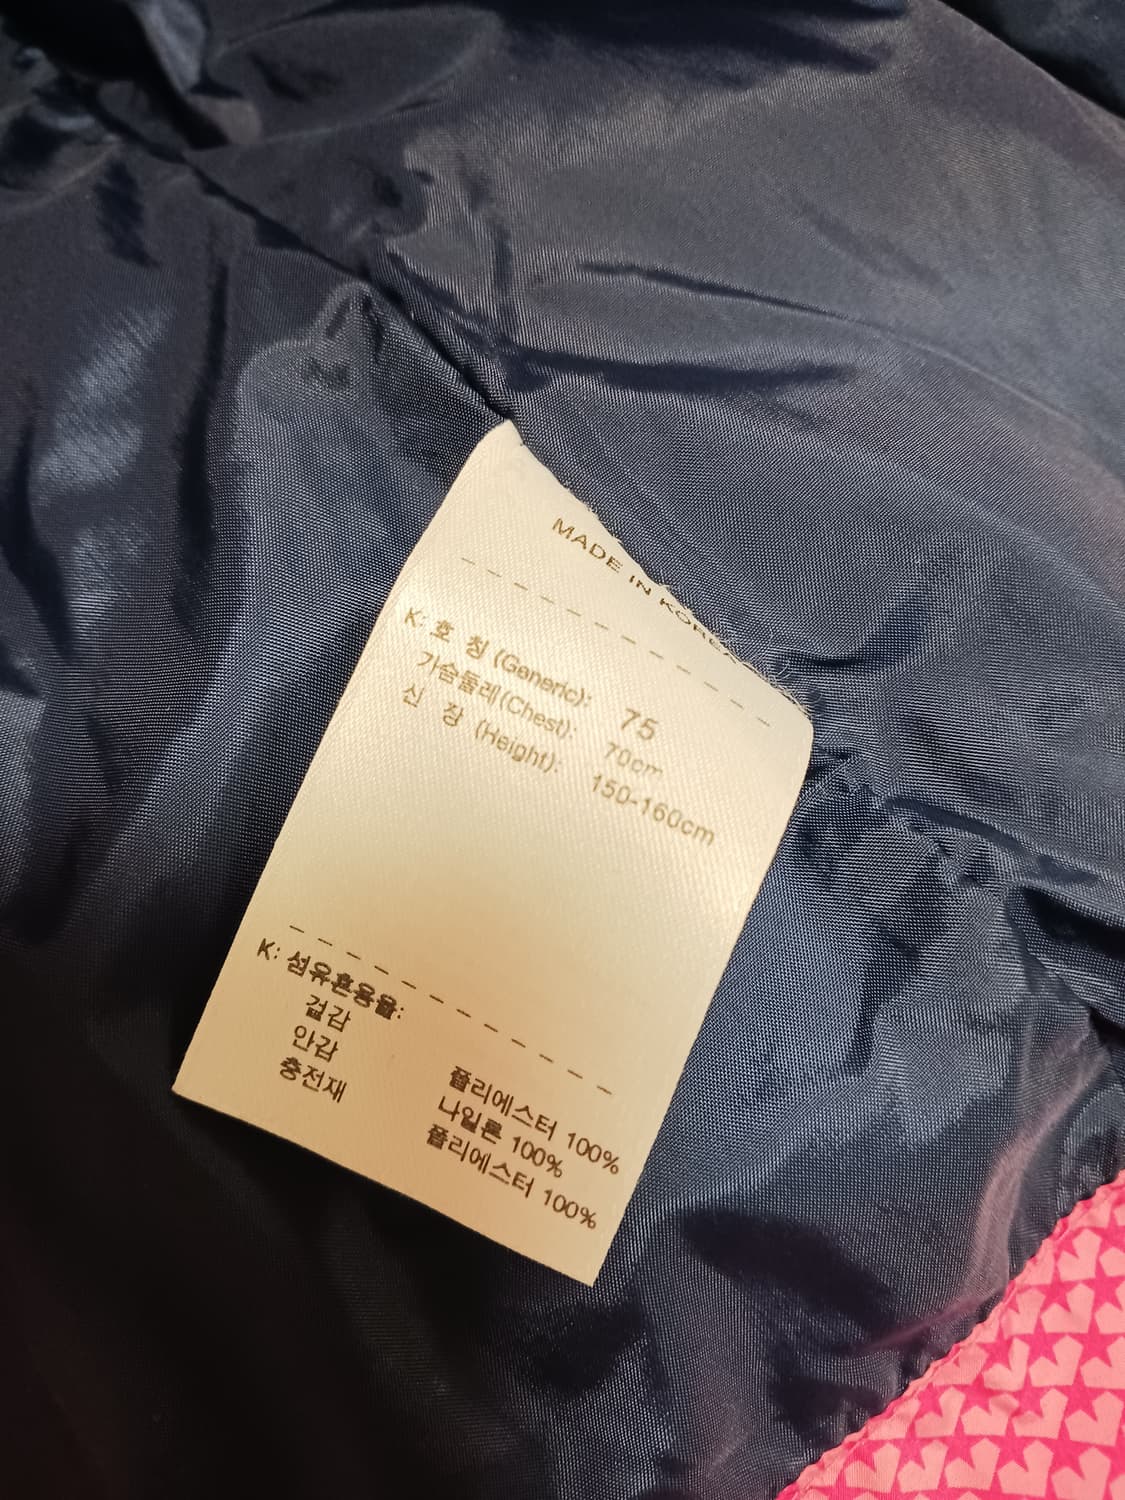 MADE IN KOREA
K: 호 칭 (Generic): 75
가슴둘레(Chest): 70cm
신 장 (Height): 150-160cm
K: 섬유혼용율:
겉감 폴리에스터 100%
안감 나일론 100%
충전재 폴리에스터 100%